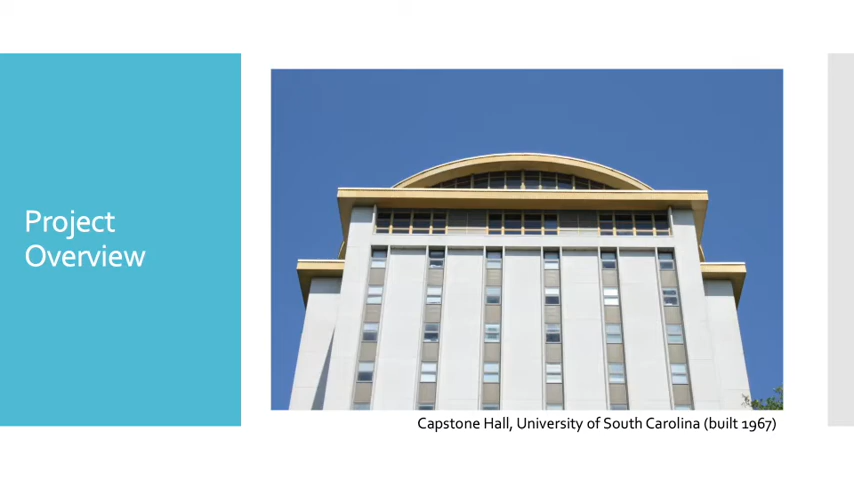 Project
Overview
Capstone Hall, University of South Carolina (built 1967)